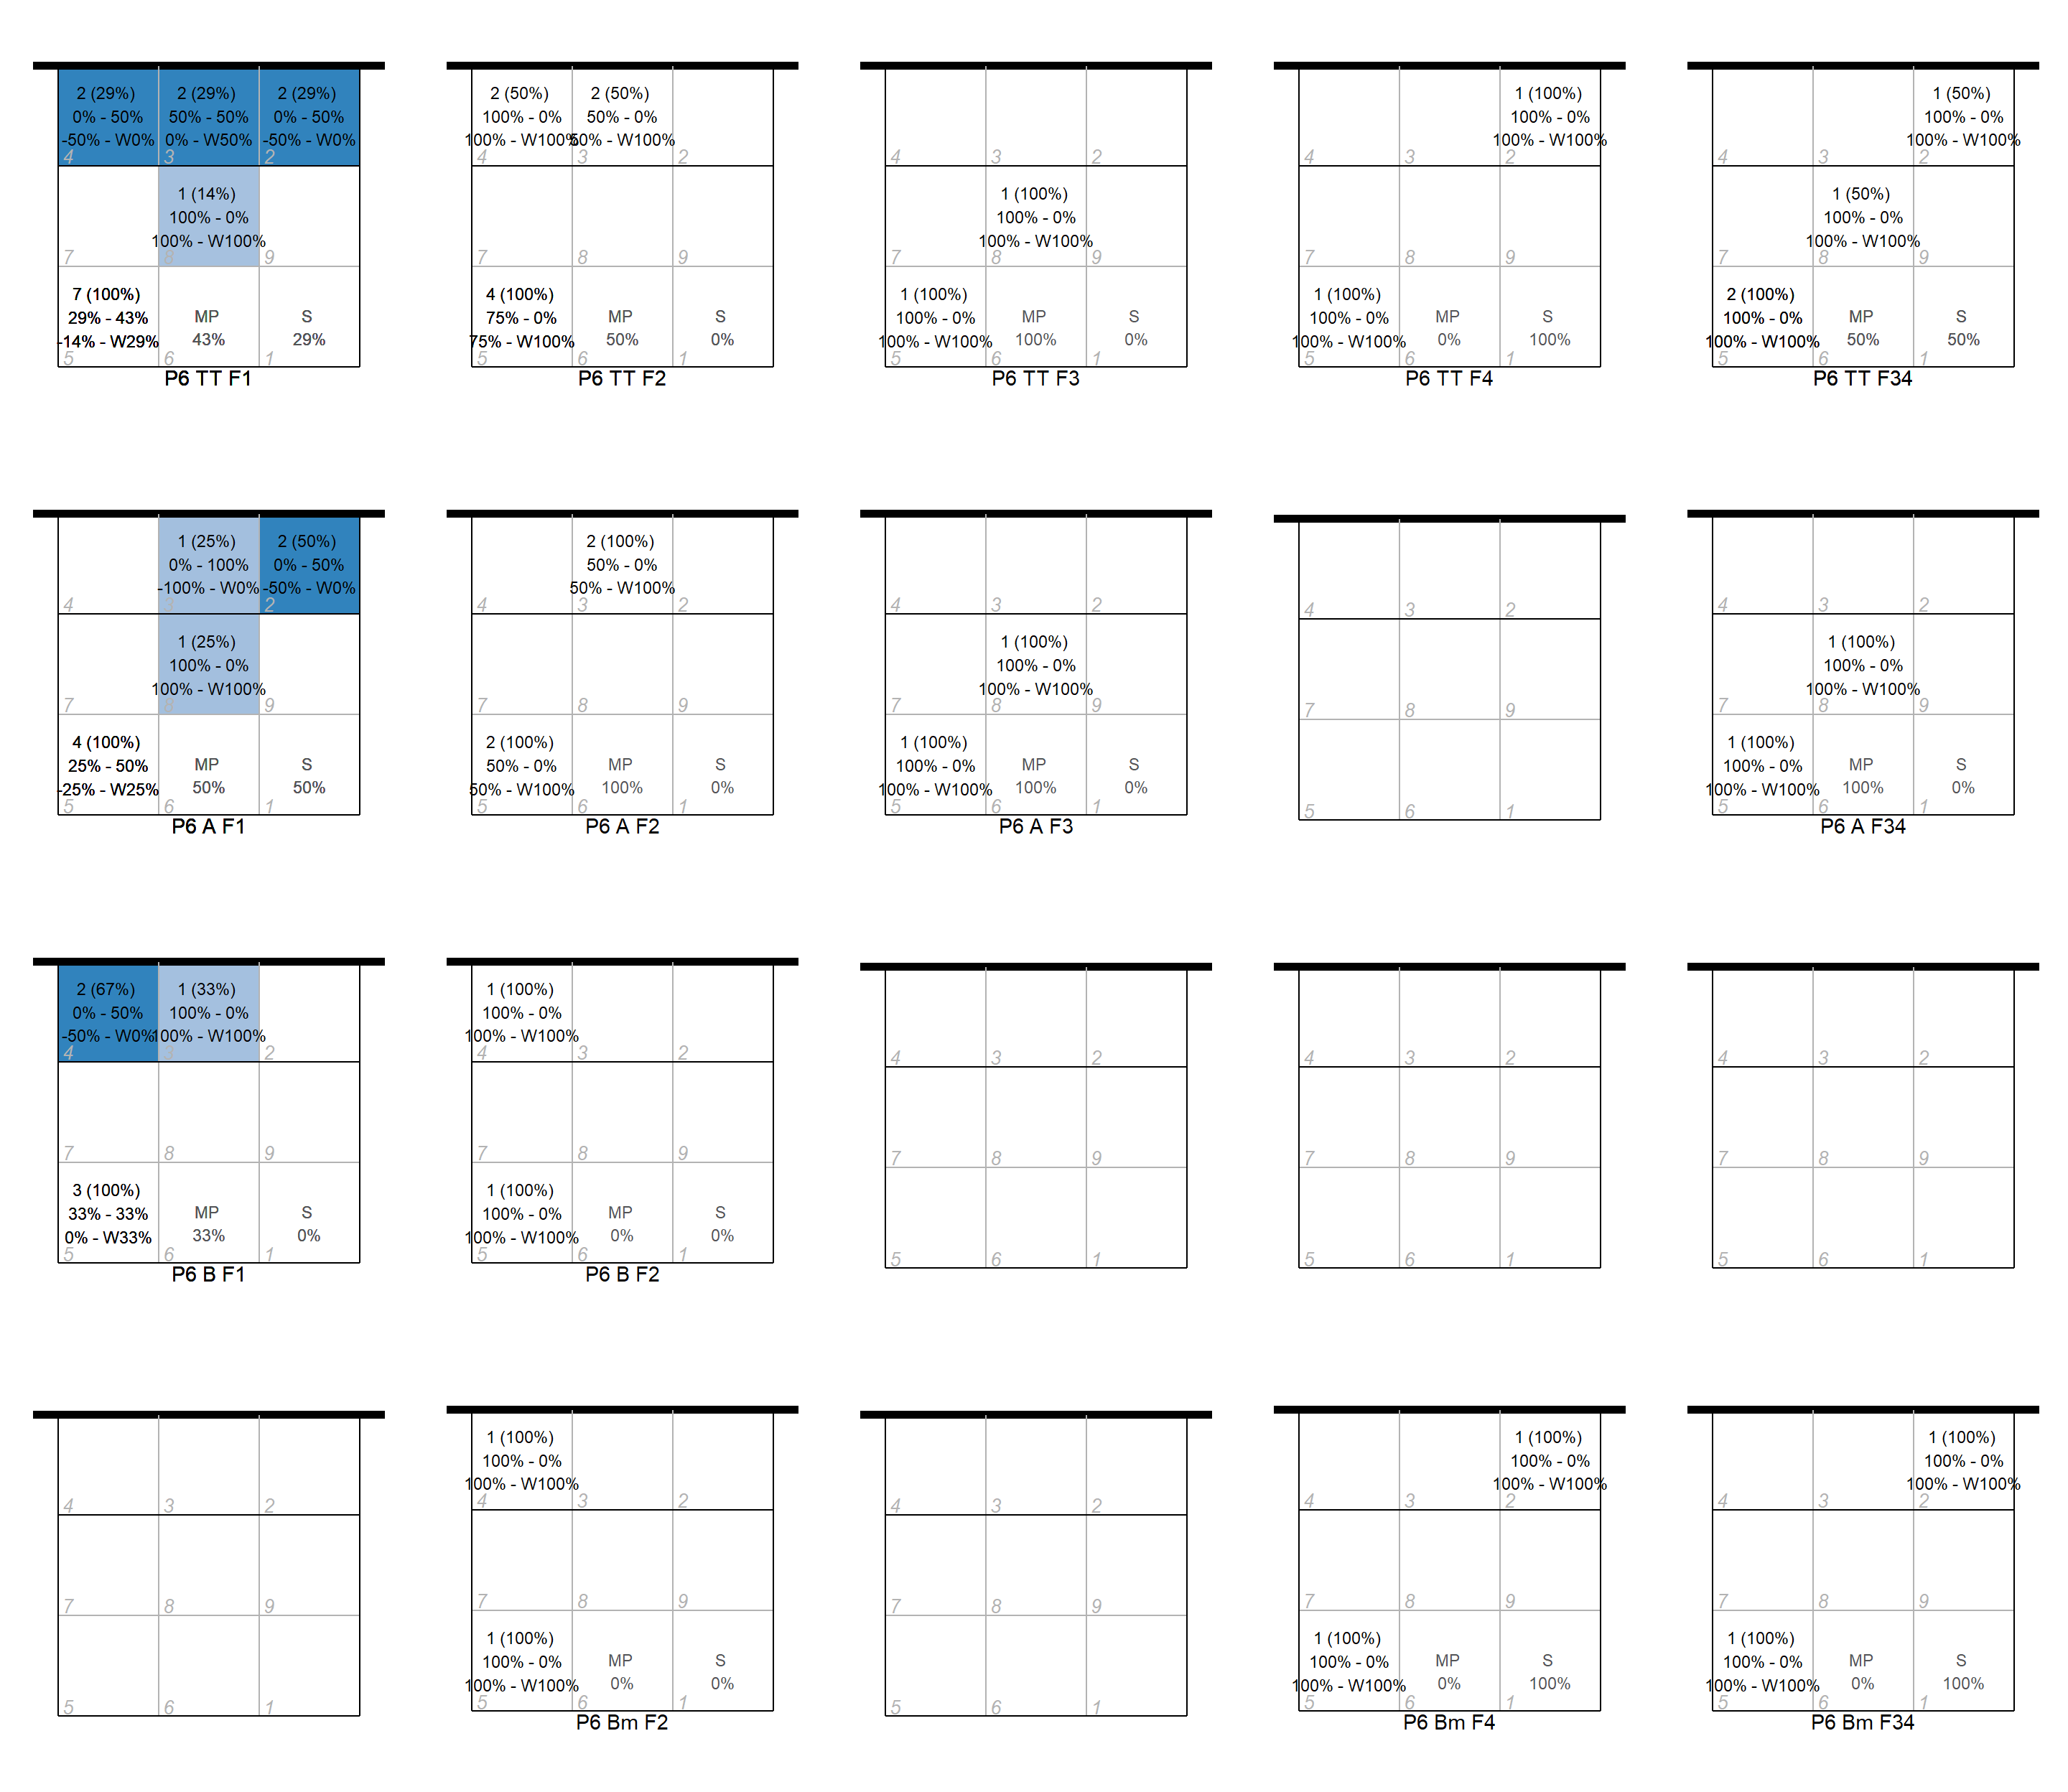 2 (29%) 2 (29%) 2 (29%)
0% - 50% 50% - 50% 0% - 50%
-50% - W0% 0% - W50% -50% - W0%
4 3 2
1 (14%)
100% - 0%
100% - W100%
7 8 9
7 (100%)
29% - 43% MP S
-14% - W29% 43% 29%
5 6 1
P6 TT F1
2 (50%) 2 (50%)
100% - 0% 50% - 0%
100% - W100% 50% - W100%
4 3 2
7 8 9
4 (100%)
75% - 0% MP S
75% - W100% 50% 0%
5 6 1
P6 TT F2
4 3 2
1 (100%)
100% - 0%
100% - W100%
7 8 9
1 (100%)
100% - 0% MP S
100% - W100% 100% 0%
5 6 1
P6 TT F3
1 (100%)
100% - 0%
100% - W100%
4 3 2
7 8 9
1 (100%)
100% - 0% MP S
100% - W100% 0% 100%
5 6 1
P6 TT F4
1 (50%)
100% - 0%
100% - W100%
4 3 2
1 (50%)
100% - 0%
100% - W100%
7 8 9
2 (100%)
100% - 0% MP S
100% - W100% 50% 50%
5 6 1
P6 TT F34
1 (25%) 2 (50%)
0% - 100% 0% - 50%
-100% - W0% -50% - W0%
4 3 2
1 (25%)
100% - 0%
100% - W100%
7 8 9
4 (100%)
25% - 50% MP S
-25% - W25% 50% 50%
5 6 1
P6 A F1
2 (100%)
50% - 0%
50% - W100%
4 3 2
7 8 9
2 (100%)
50% - 0% MP S
50% - W100% 100% 0%
5 6 1
P6 A F2
4 3 2
1 (100%)
100% - 0%
100% - W100%
7 8 9
1 (100%)
100% - 0% MP S
100% - W100% 100% 0%
5 6 1
P6 A F3
4 3 2
7 8 9
5 6 1
4 3 2
1 (100%)
100% - 0%
100% - W100%
7 8 9
1 (100%)
100% - 0% MP S
100% - W100% 100% 0%
5 6 1
P6 A F34
2 (67%) 1 (33%)
0% - 50% 100% - 0%
-50% - W0% 100% - W100%
4 3 2
7 8 9
3 (100%)
33% - 33% MP S
0% - W33% 33% 0%
5 6 1
P6 B F1
1 (100%)
100% - 0%
100% - W100%
4 3 2
7 8 9
1 (100%)
100% - 0% MP S
100% - W100% 0% 0%
5 6 1
P6 B F2
4 3 2
7 8 9
5 6 1
4 3 2
7 8 9
5 6 1
4 3 2
7 8 9
5 6 1
4 3 2
7 8 9
5 6 1
1 (100%)
100% - 0%
100% - W100%
4 3 2
7 8 9
1 (100%)
100% - 0% MP S
100% - W100% 0% 0%
5 6 1
P6 Bm F2
4 3 2
7 8 9
5 6 1
1 (100%)
100% - 0%
100% - W100%
4 3 2
7 8 9
1 (100%)
100% - 0% MP S
100% - W100% 0% 100%
5 6 1
P6 Bm F4
1 (100%)
100% - 0%
100% - W100%
4 3 2
7 8 9
1 (100%)
100% - 0% MP S
100% - W100% 0% 100%
5 6 1
P6 Bm F34